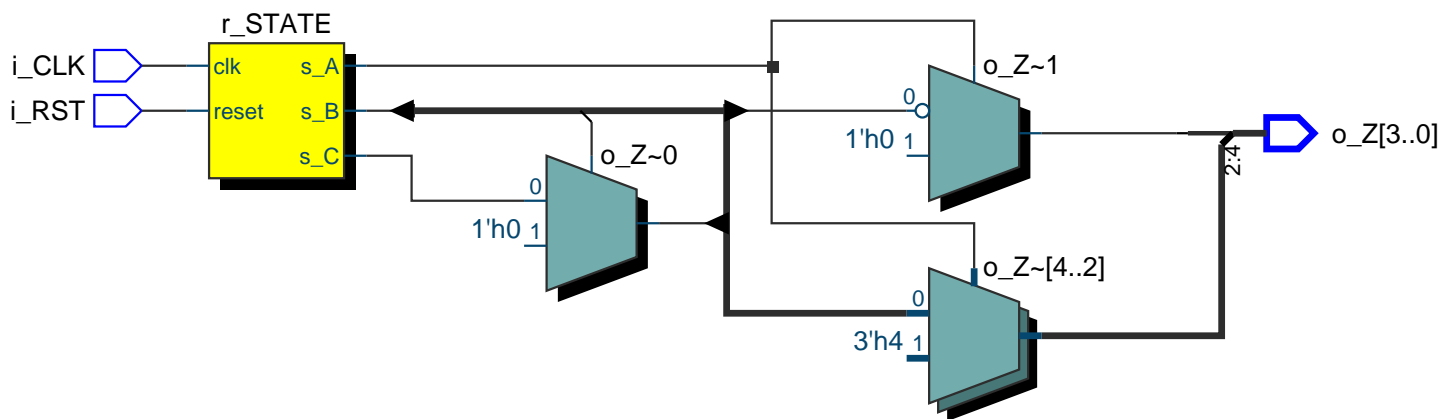 r_STATE
i_CLK
clk
s_A
i_RST
reset
s_B
s_C
o_Z~0
0
1'h0
1
o_Z~1
0
1'h0
1
o_Z[3..0]
2:4
o_Z~[4..2]
0
3'h4
1